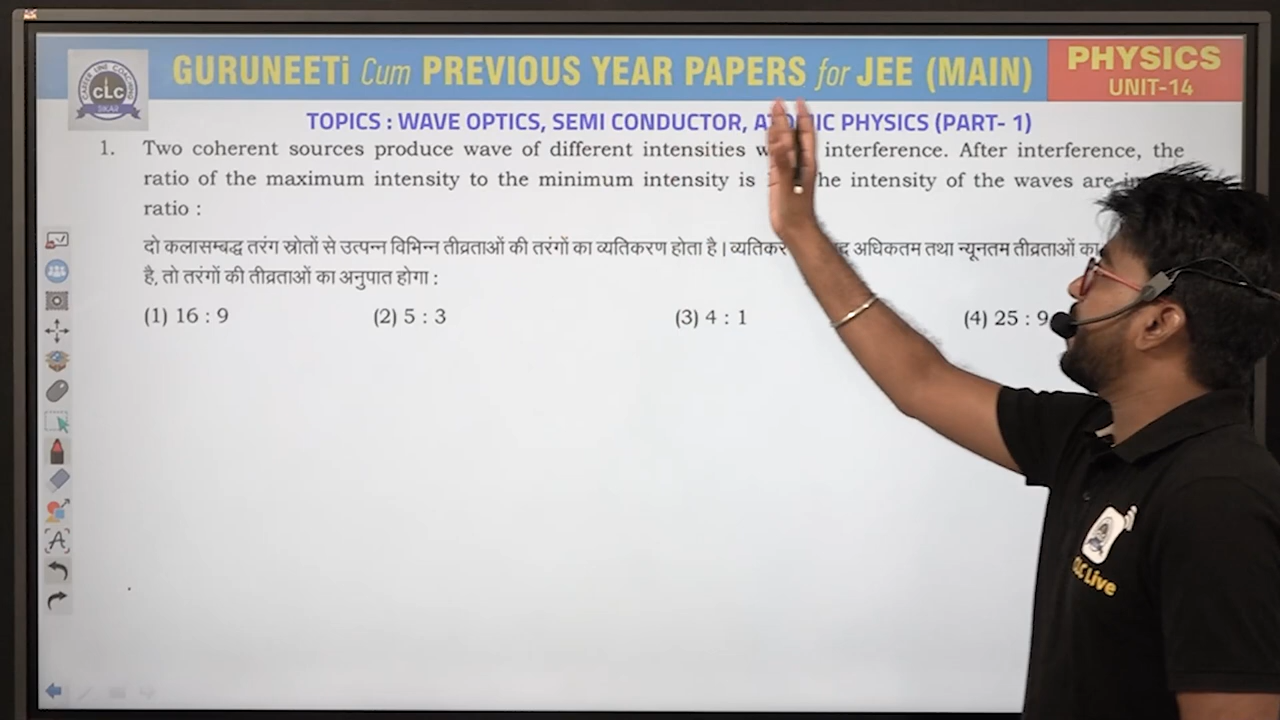 GURUNEETi Cum PREVIOUS YEAR PAPERS for JEE (MAIN)
PHYSICS
UNIT-14
CLC
SIKAR
TOPICS : WAVE OPTICS, SEMI CONDUCTOR, PHYSICS (PART- 1)
1. Two coherent sources produce wave of different intensities interference. After interference, the
ratio of the maximum intensity to the minimum intensity is he intensity of the waves are
ratio :
दो कलासम्बद्ध तरंग स्रोतों से उत्पन्न विभिन्न तीव्रताओं की तरंगों का व्यतिकरण होता है। अधिकतम तथा न्यूनतम तीव्रताओं का
है, तो तरंगों की तीव्रताओं का अनुपात होगा :
(1) 16 : 9 (2) 5 : 3 (3) 4 : 1 (4) 25 : 9
A
CLC Live